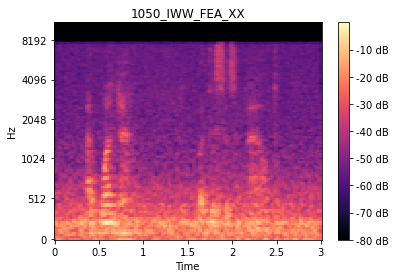 1050_IWW_FEA_XX
8192
4096
2048
1024
512
0
Hz
0 0.5 1 1.5 2 2.5 3
Time
-10 dB
-20 dB
-30 dB
-40 dB
-50 dB
-60 dB
-70 dB
-80 dB